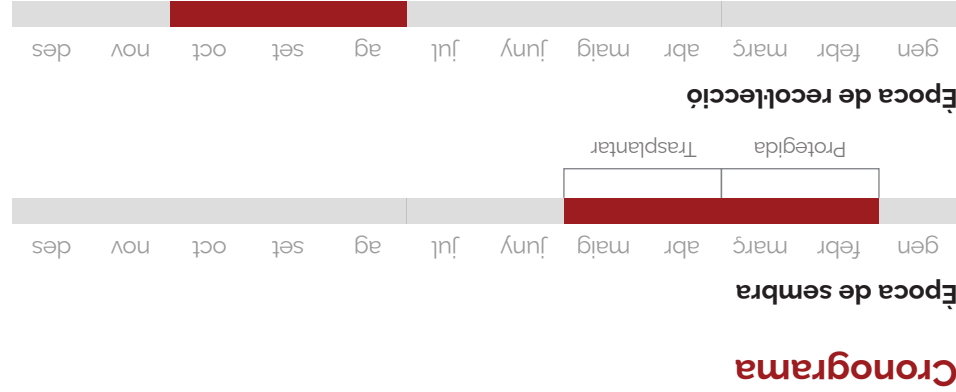 Cronograma
Època de sembra
gen febr març abr maig juny jul ag set oct nov des
Protegida Trasplantar
Època de recol·lecció
gen febr març abr maig juny jul ag set oct nov des